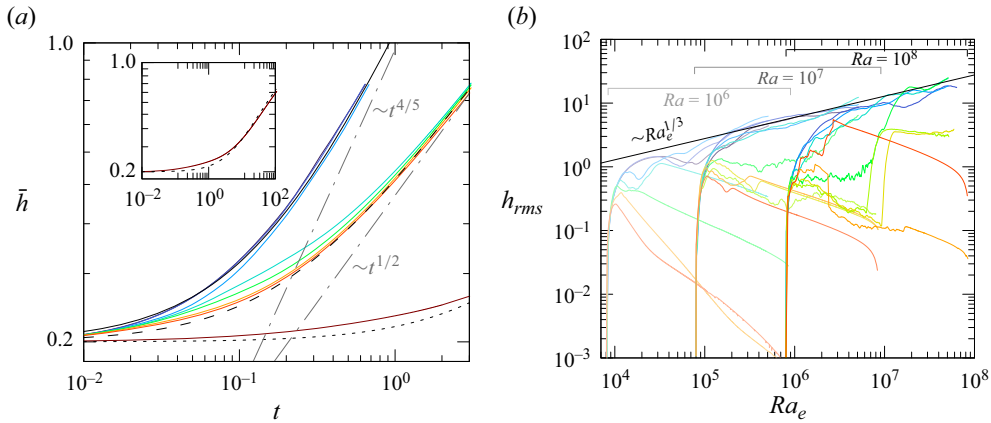 (a)
1.0
1.0
0.2
10^−2
10^0
10^2
~t^4/5
~t^1/2
h̄
0.2
10^−2
10^−1
10^0
t
(b)
10^2
10^1
10^0
10^−1
10^−2
10^−3
Ra = 10^8
Ra = 10^7
Ra = 10^6
~Ra_e^1/3
h_rms
10^4
10^5
10^6
10^7
10^8
Ra_e